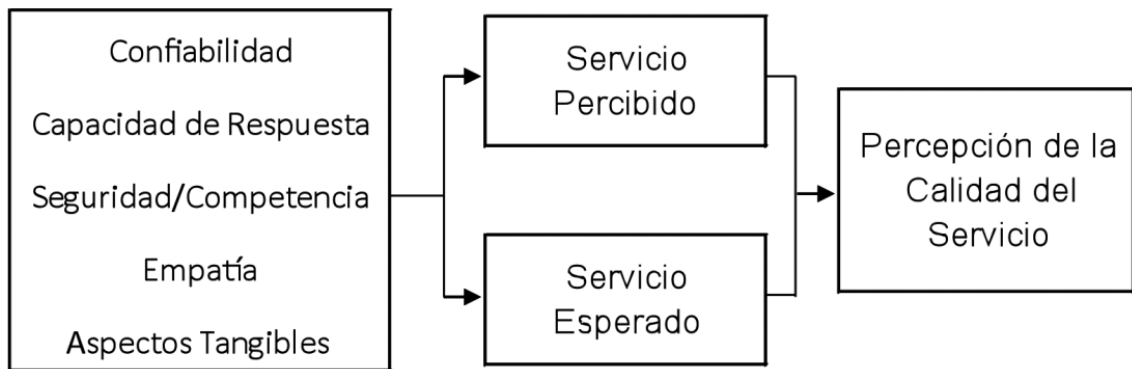 Confiabilidad
Capacidad de Respuesta
Seguridad/Competencia
Empatía
Aspectos Tangibles
Servicio
Percibido
Servicio
Esperado
Percepción de la
Calidad del
Servicio